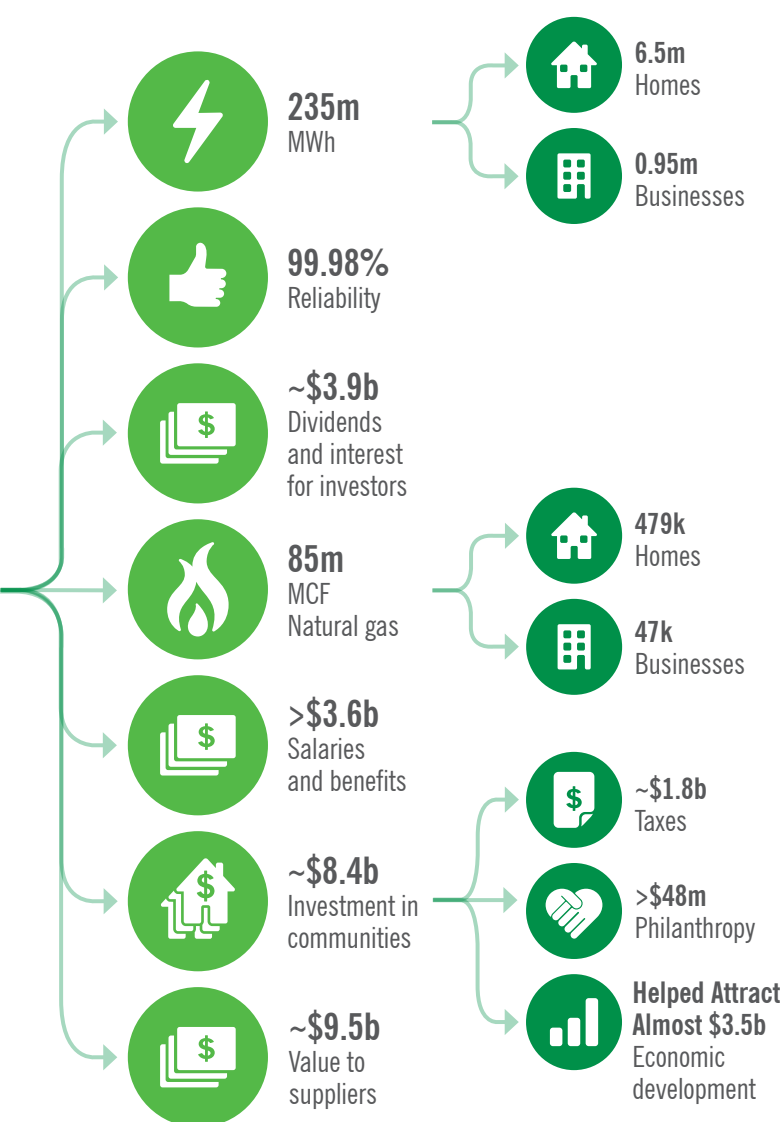 235m
MWh
6.5m
Homes
0.95m
Businesses
99.98%
Reliability
~$3.9b
Dividends
and interest
for investors
85m
MCF
Natural gas
479k
Homes
47k
Businesses
>$3.6b
Salaries
and benefits
~$8.4b
Investment in
communities
~$1.8b
Taxes
>$48m
Philanthropy
Helped Attract
Almost $3.5b
Economic
development
~$9.5b
Value to
suppliers
$
$
$
$
$